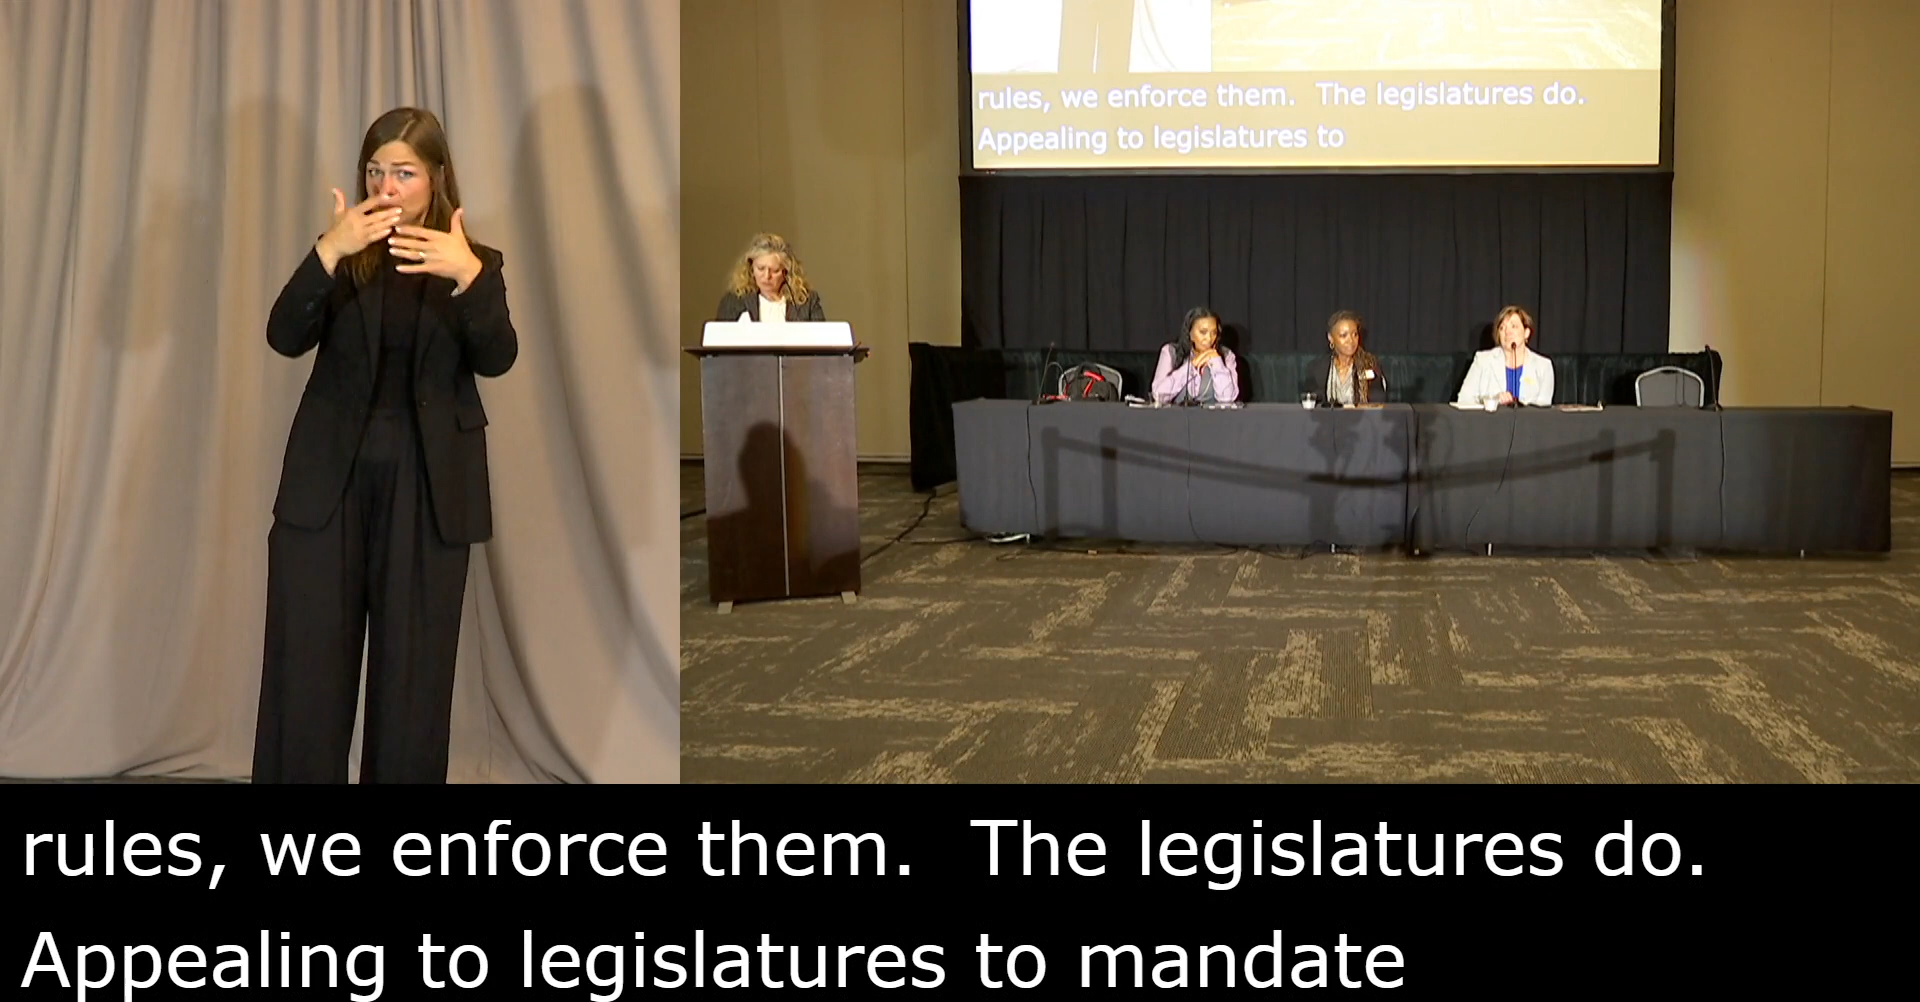 rules, we enforce them.  The legislatures do.
Appealing to legislatures to
rules, we enforce them.  The legislatures do.
Appealing to legislatures to mandate